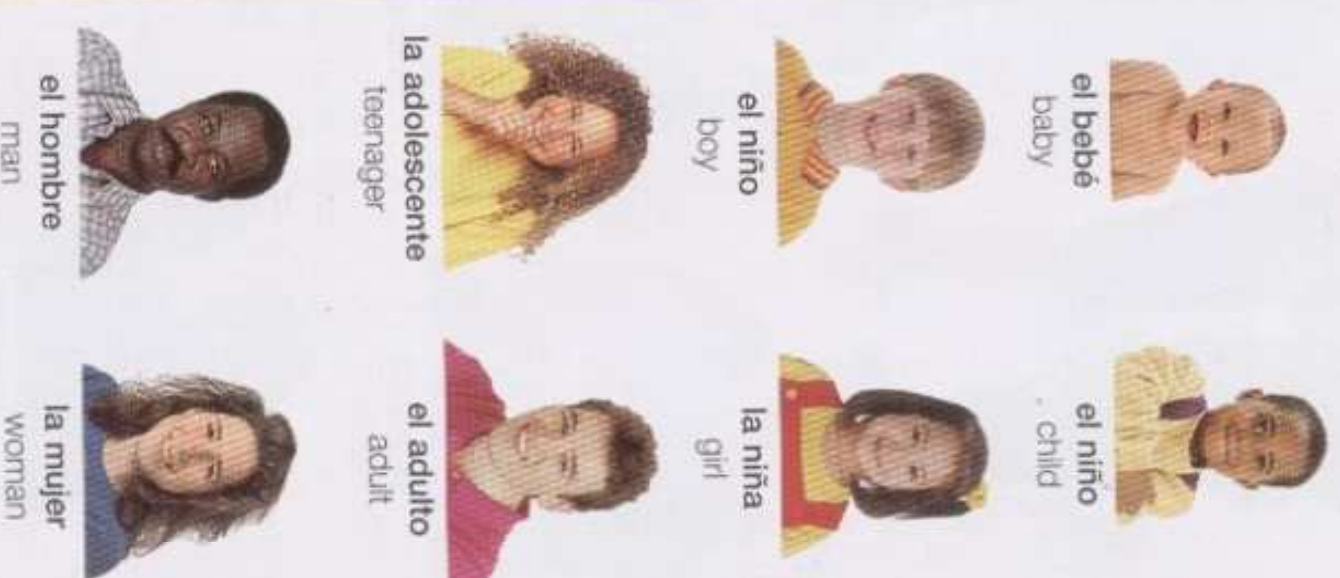 el bebé
baby
el niño
child
el niño
boy
la niña
girl
la adolescente
teenager
el adulto
adult
el hombre
man
la mujer
woman